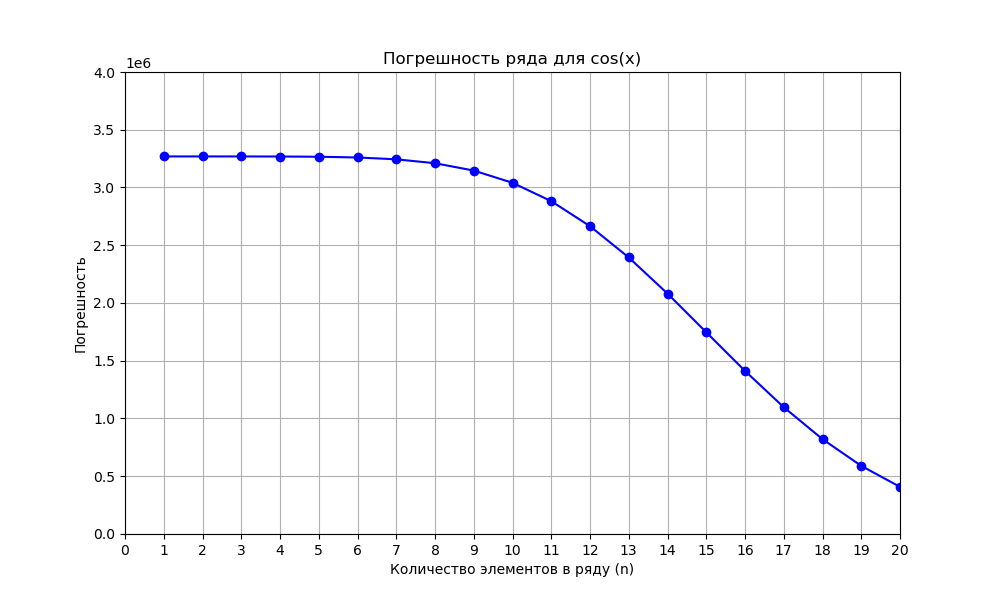 Погрешность ряда для cos(x)
1e6
4.0
3.5
3.0
2.5
2.0
1.5
1.0
0.5
0.0
Погрешность
0 1 2 3 4 5 6 7 8 9 10 11 12 13 14 15 16 17 18 19 20
Количество элементов в ряду (n)